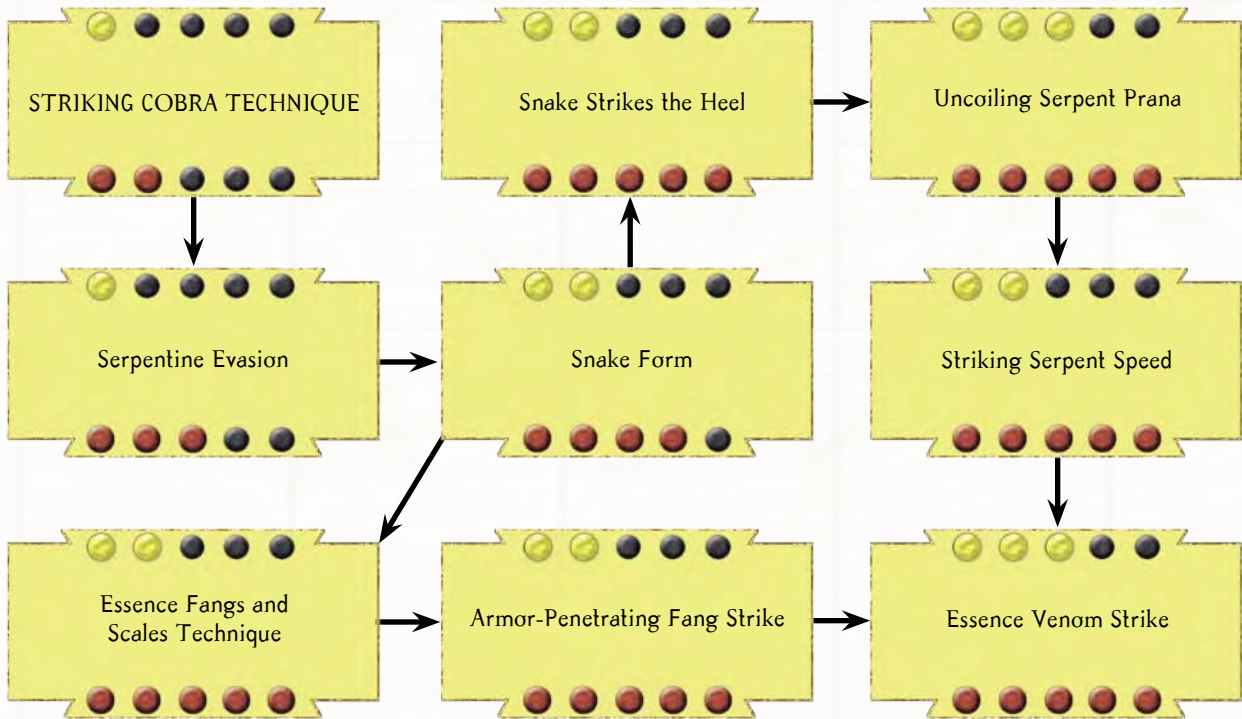 STRIKING COBRA TECHNIQUE
Snake Strikes the Heel
Uncoiling Serpent Prana
Serpentine Evasion
Snake Form
Striking Serpent Speed
Essence Fangs and
Scales Technique
Armor-Penetrating Fang Strike
Essence Venom Strike